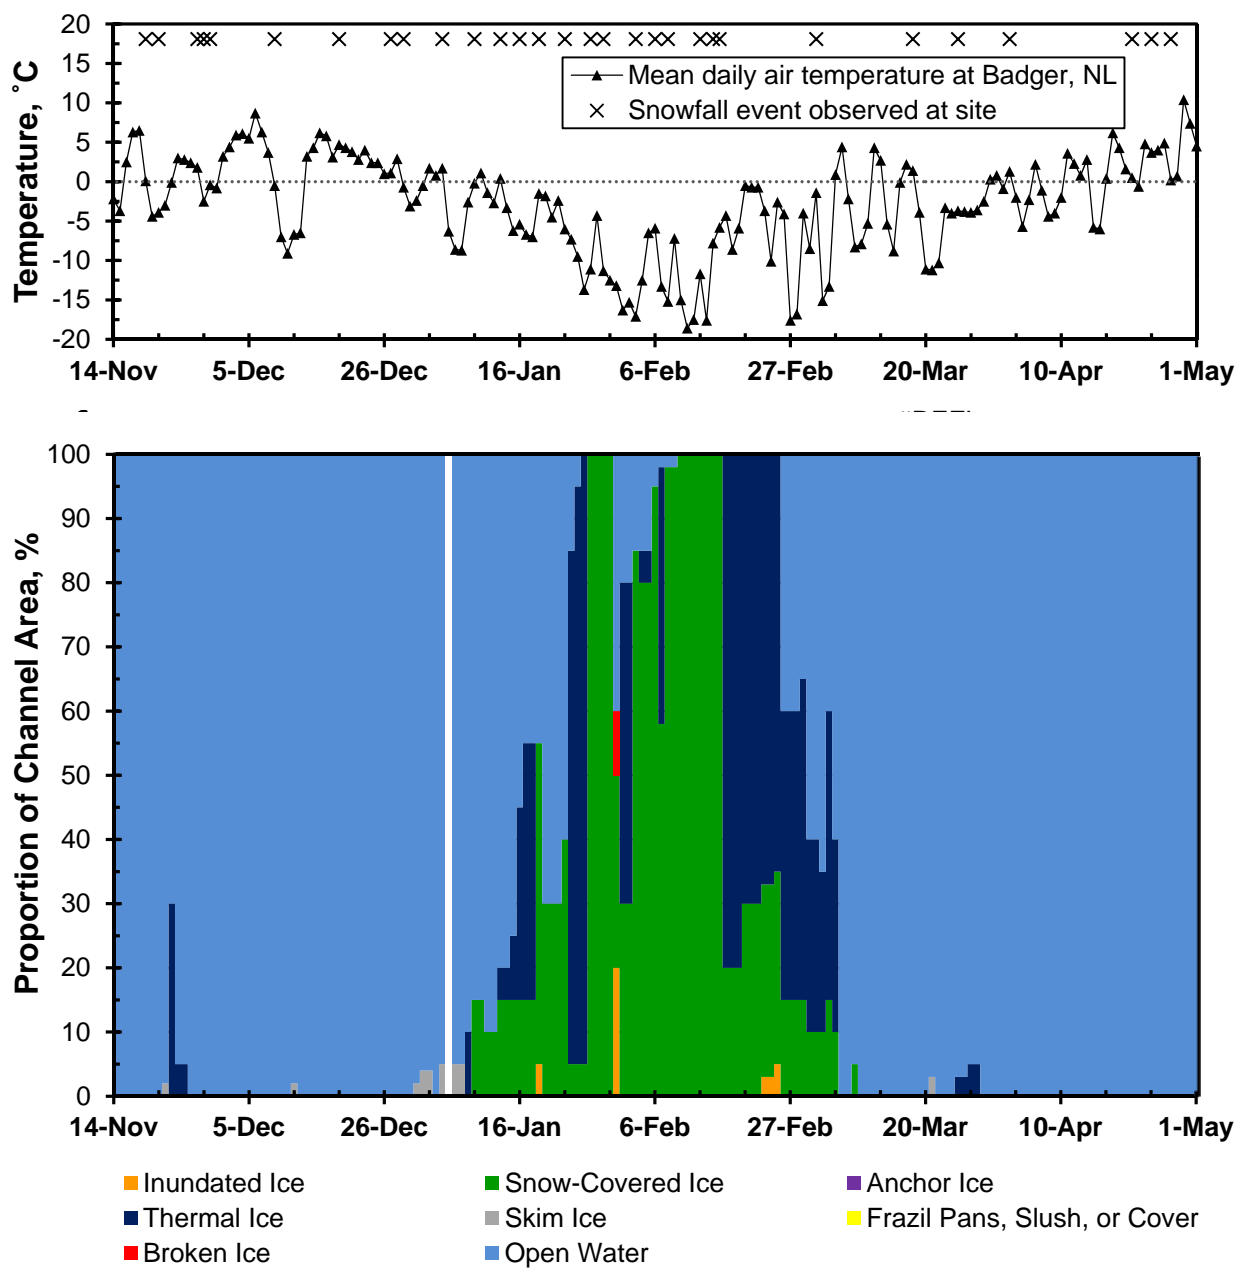 20
15
10
5
0
-5
-10
-15
-20
Temperature, ˚C
Mean daily air temperature at Badger, NL
Snowfall event observed at site
14-Nov 5-Dec 26-Dec 16-Jan 6-Feb 27-Feb 20-Mar 10-Apr 1-May
100
90
80
70
60
50
40
30
20
10
0
Proportion of Channel Area, %
14-Nov 5-Dec 26-Dec 16-Jan 6-Feb 27-Feb 20-Mar 10-Apr 1-May
Inundated Ice Snow-Covered Ice Anchor Ice
Thermal Ice Skim Ice Frazil Pans, Slush, or Cover
Broken Ice Open Water